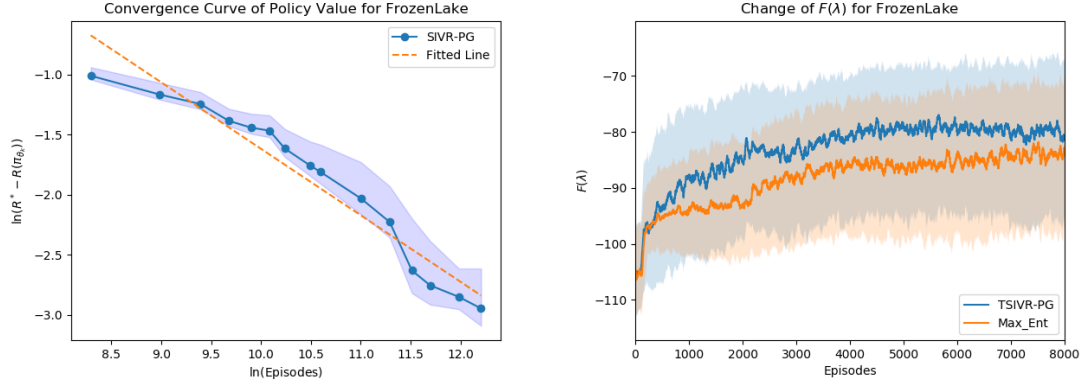 Convergence Curve of Policy Value for FrozenLake
SIVR-PG
Fitted Line
−1.0
−1.5
−2.0
−2.5
−3.0
ln(R* − R(π_θ_k))
8.5 9.0 9.5 10.0 10.5 11.0 11.5 12.0
ln(Episodes)
Change of F(λ) for FrozenLake
−70
−80
−90
−100
−110
F(λ)
TSIVR-PG
Max_Ent
0 1000 2000 3000 4000 5000 6000 7000 8000
Episodes